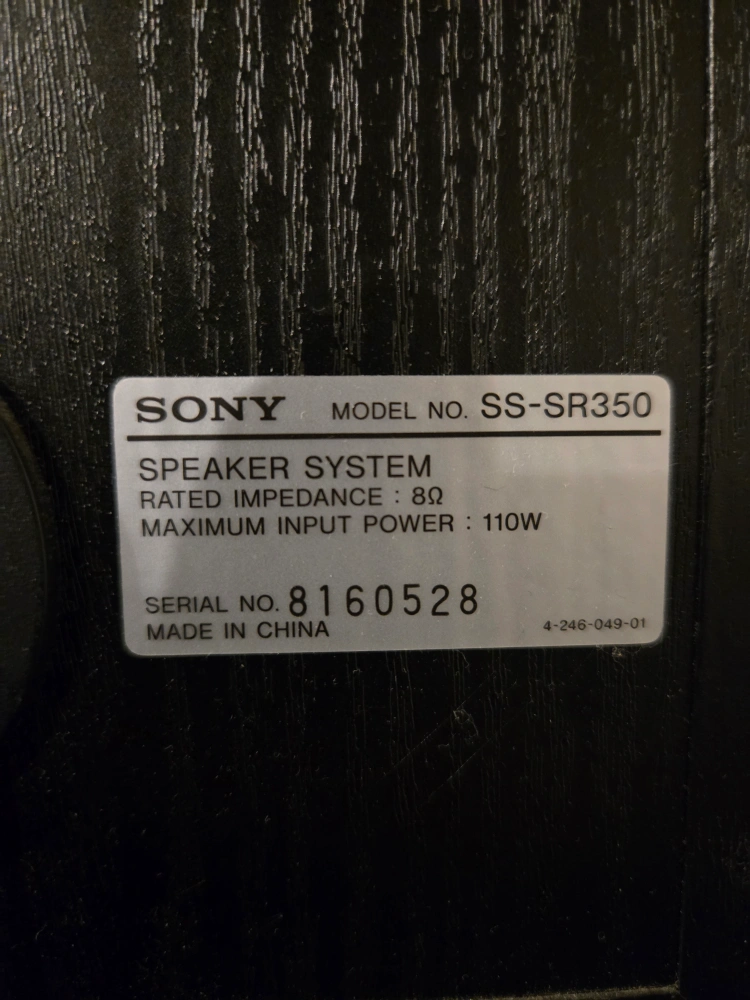 SONY MODEL NO. SS-SR350
SPEAKER SYSTEM
RATED IMPEDANCE : 8Ω
MAXIMUM INPUT POWER : 110W
SERIAL NO. 8160528
MADE IN CHINA 4-246-049-01